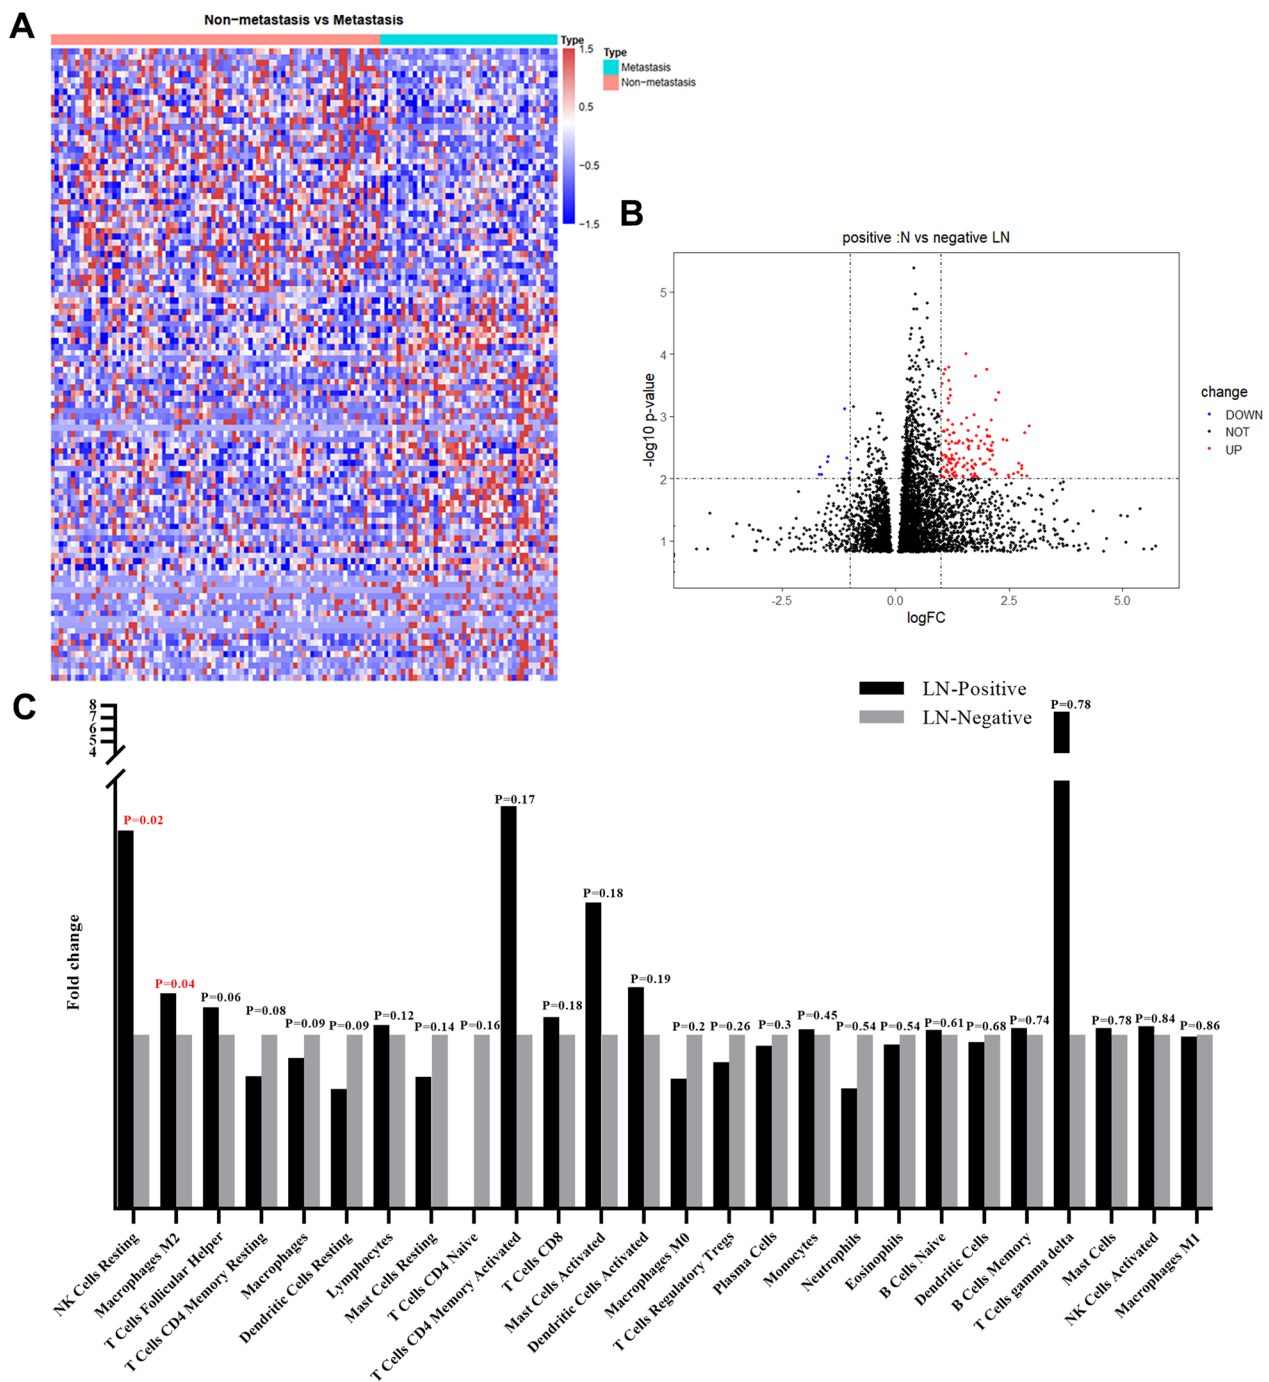 A
Non-metastasis vs Metastasis
Type
1.5
0.5
-0.5
-1.5
Type
Metastasis
Non-metastasis
B
positive :N vs negative LN
-log10 p-value
5
4
3
2
1
-2.5
0.0
2.5
5.0
logFC
change
DOWN
NOT
UP
C
LN-Positive
LN-Negative
8
7
6
5
4
Fold change
P=0.02
P=0.04
P=0.06
P=0.08
P=0.09
P=0.09
P=0.12
P=0.14
P=0.16
P=0.17
P=0.18
P=0.18
P=0.19
P=0.2
P=0.26
P=0.3
P=0.45
P=0.54
P=0.54
P=0.61
P=0.68
P=0.74
P=0.78
P=0.78
P=0.84
P=0.86
NK Cells Resting
Macrophages M2
T Cells Follicular Helper
T Cells CD4 Memory Resting
Macrophages
Dendritic Cells Resting
Lymphocytes
Mast Cells Resting
T Cells CD4 Naive
T Cells CD4 Memory Activated
T Cells CD8
Mast Cells Activated
Dendritic Cells Activated
Macrophages M0
T Cells Regulatory Tregs
Plasma Cells
Monocytes
Neutrophils
Eosinophils
B Cells Naive
Dendritic Cells
B Cells Memory
T Cells gamma delta
Mast Cells
NK Cells Activated
Macrophages M1